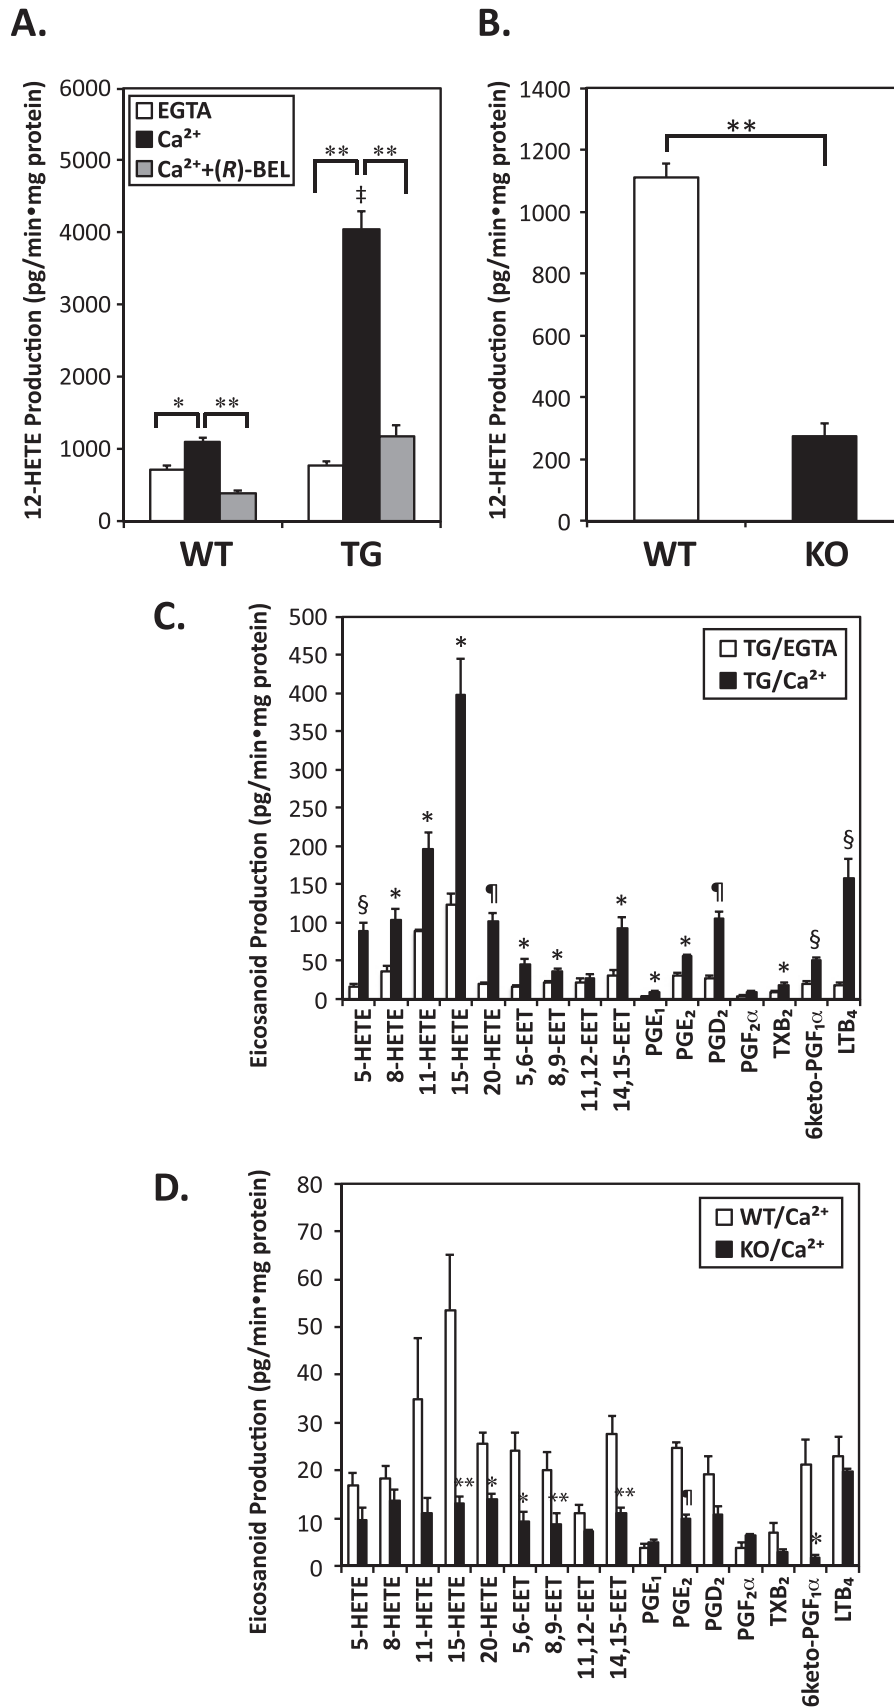 A.
12-HETE Production (pg/min•mg protein)
6000
5000
4000
3000
2000
1000
0
EGTA
Ca²⁺
Ca²⁺+(R)-BEL
*
**
**
**
‡
WT
TG
B.
12-HETE Production (pg/min•mg protein)
1400
1200
1000
800
600
400
200
0
**
WT
KO
C.
Eicosanoid Production (pg/min•mg protein)
500
450
400
350
300
250
200
150
100
50
0
TG/EGTA
TG/Ca²⁺
§
*
*
*
¶
*
*
*
*
*
¶
*
§
§
5-HETE
8-HETE
11-HETE
15-HETE
20-HETE
5,6-EET
8,9-EET
11,12-EET
14,15-EET
PGE₁
PGE₂
PGD₂
PGF₂α
TXB₂
6keto-PGF₁α
LTB₄
D.
Eicosanoid Production (pg/min•mg protein)
80
70
60
50
40
30
20
10
0
WT/Ca²⁺
KO/Ca²⁺
**
*
*
**
**
¶
*
5-HETE
8-HETE
11-HETE
15-HETE
20-HETE
5,6-EET
8,9-EET
11,12-EET
14,15-EET
PGE₁
PGE₂
PGD₂
PGF₂α
TXB₂
6keto-PGF₁α
LTB₄